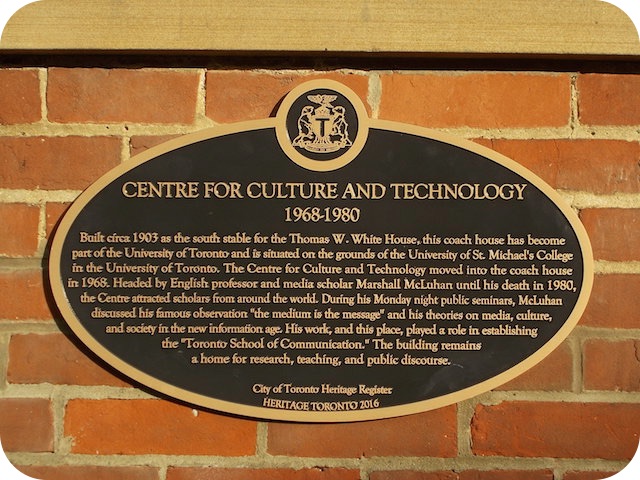 CENTRE FOR CULTURE AND TECHNOLOGY
1968-1980
Built circa 1903 as the south stable for the Thomas W. White House, this coach house has become
part of the University of Toronto and is situated on the grounds of the University of St. Michael's College
in the University of Toronto. The Centre for Culture and Technology moved into the coach house
in 1968. Headed by English professor and media scholar Marshall McLuhan until his death in 1980,
the Centre attracted scholars from around the world. During his Monday night public seminars, McLuhan
discussed his famous observation "the medium is the message" and his theories on media, culture,
and society in the new information age. His work, and this place, played a role in establishing
the "Toronto School of Communication." The building remains
a home for research, teaching, and public discourse.
City of Toronto Heritage Register
HERITAGE TORONTO 2016